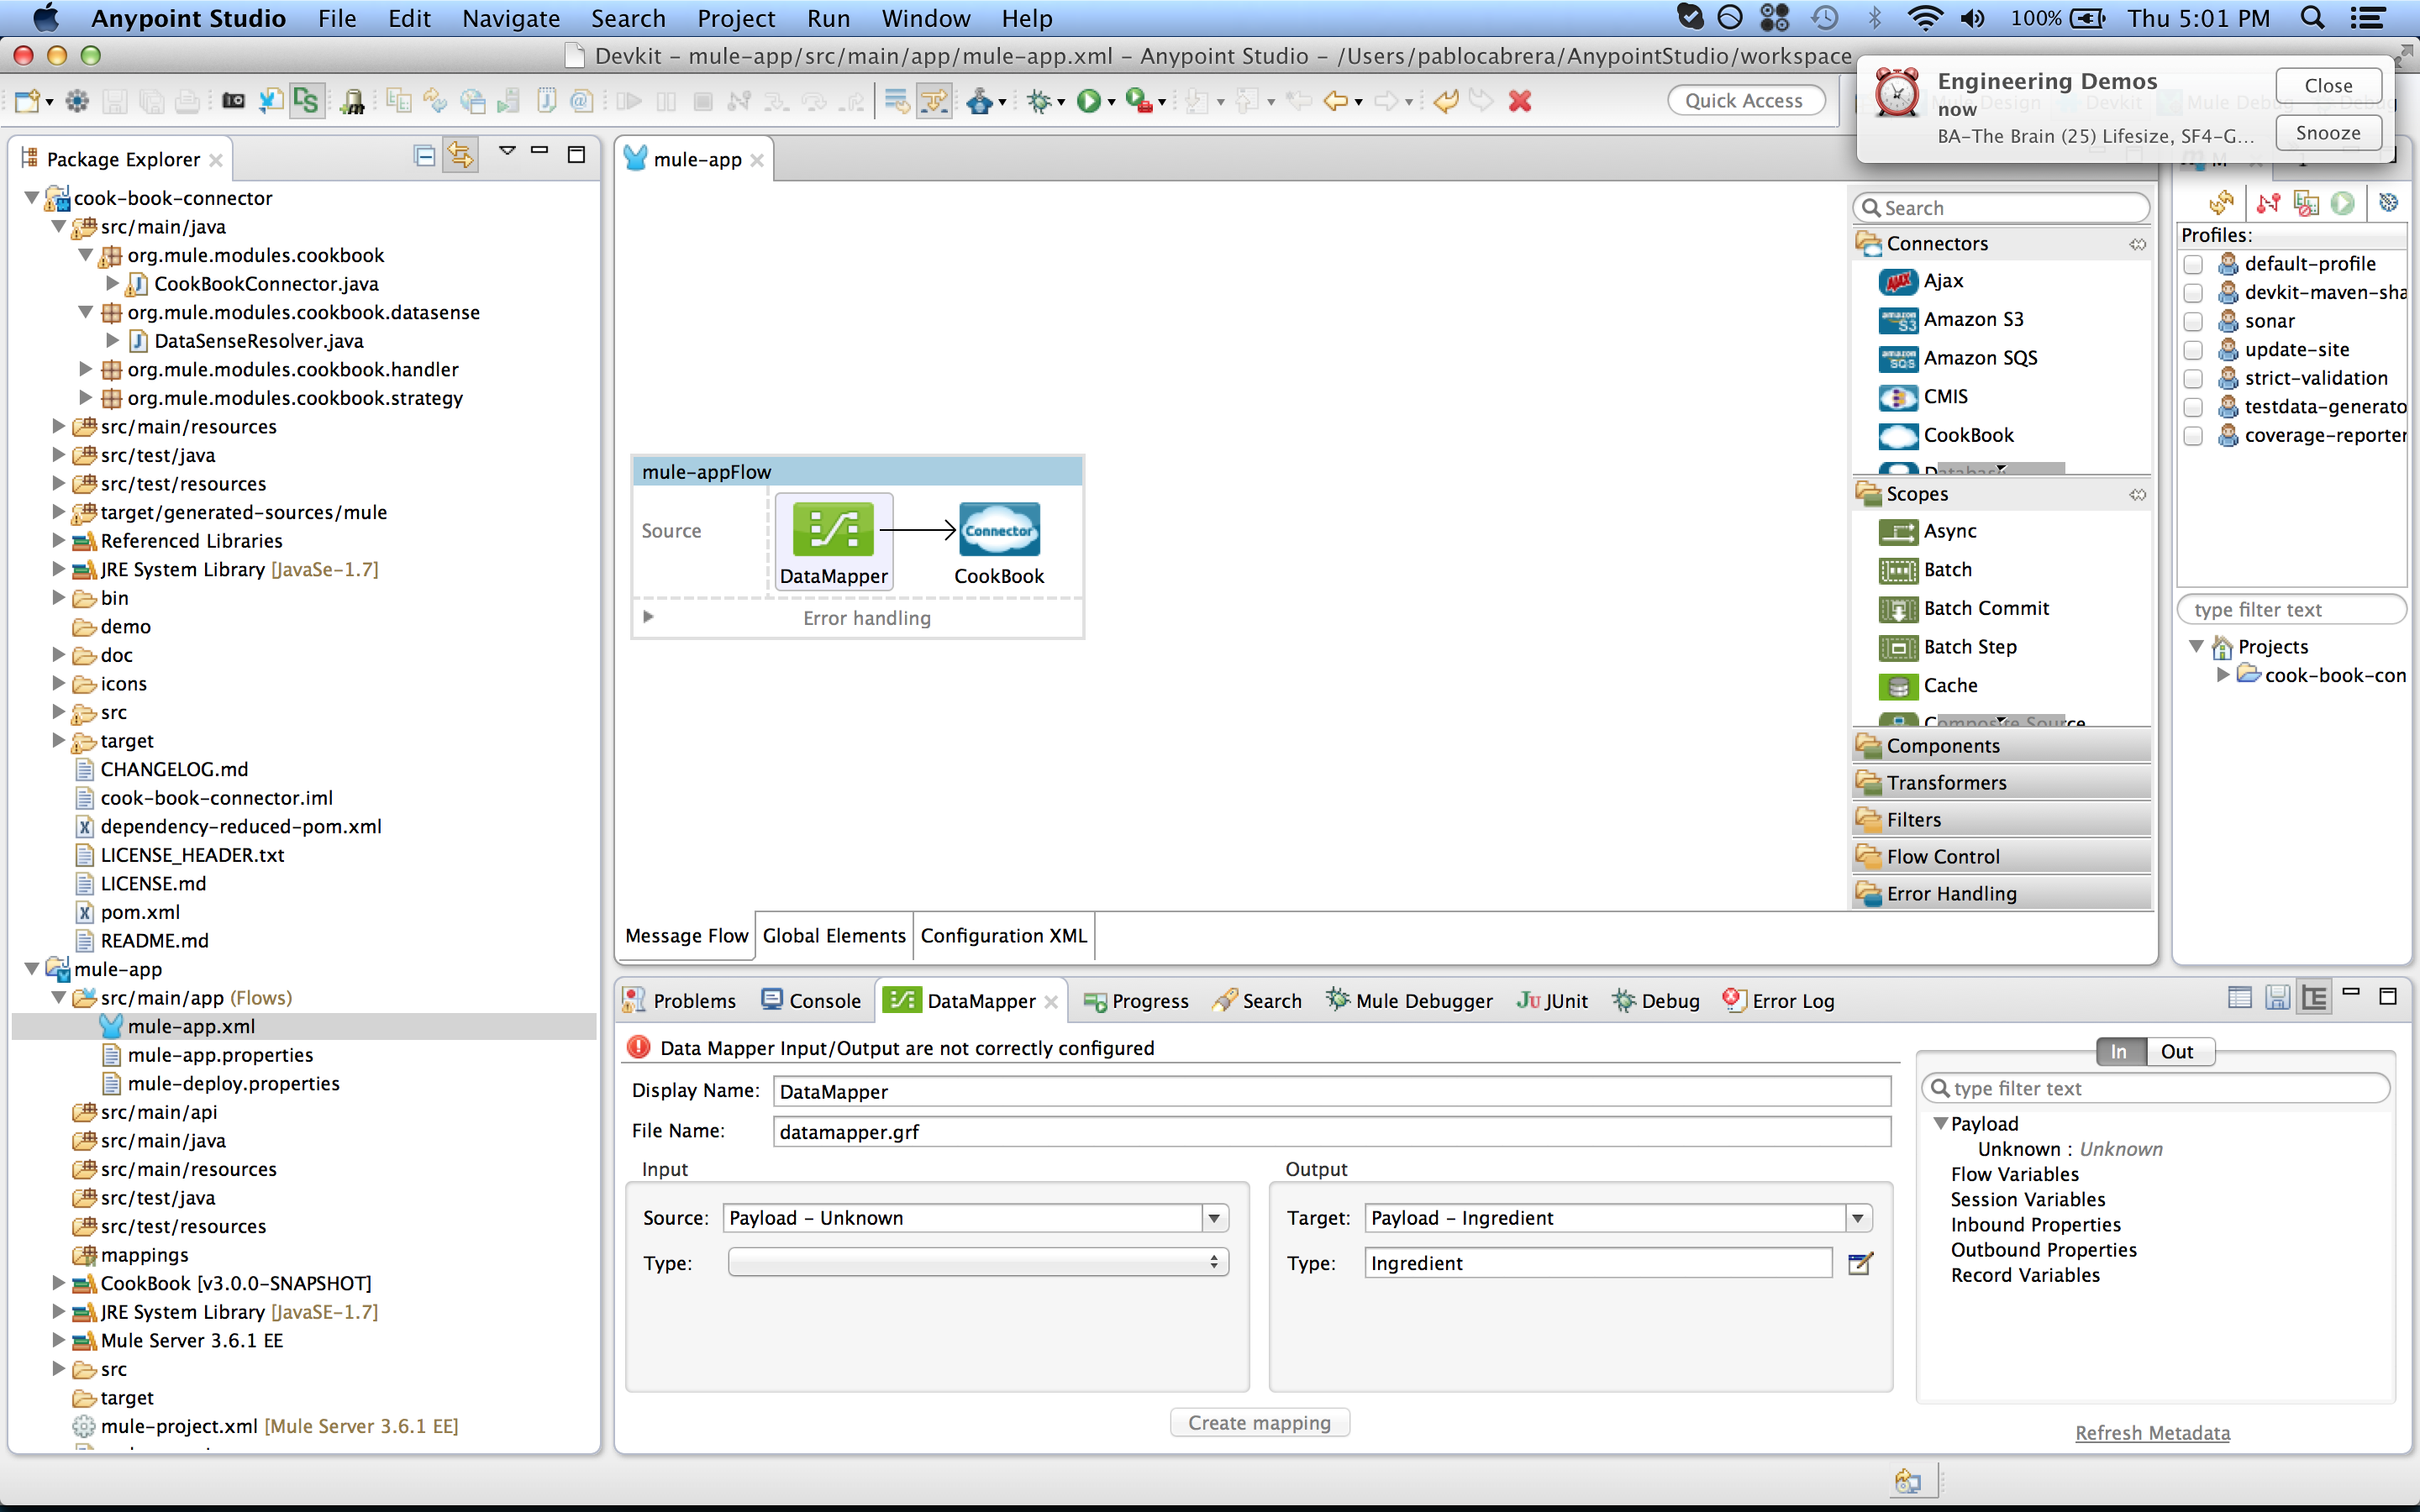 Anypoint Studio File Edit Navigate Search Project Run Window Help 100% Thu 5:01 PM
Devkit – mule-app/src/main/app/mule-app.xml – Anypoint Studio – /Users/pablocabrera/AnypointStudio/workspace
Engineering Demos
now
BA-The Brain (25) Lifesize, SF4-G...
Close
Snooze
Quick Access
Package Explorer
cook-book-connector
src/main/java
org.mule.modules.cookbook
CookBookConnector.java
org.mule.modules.cookbook.datasense
DataSenseResolver.java
org.mule.modules.cookbook.handler
org.mule.modules.cookbook.strategy
src/main/resources
src/test/java
src/test/resources
target/generated-sources/mule
Referenced Libraries
JRE System Library [JavaSe-1.7]
bin
demo
doc
icons
src
target
CHANGELOG.md
cook-book-connector.iml
dependency-reduced-pom.xml
LICENSE_HEADER.txt
LICENSE.md
pom.xml
README.md
mule-app
src/main/app (Flows)
mule-app.xml
mule-app.properties
mule-deploy.properties
src/main/api
src/main/java
src/main/resources
src/test/java
src/test/resources
mappings
CookBook [v3.0.0-SNAPSHOT]
JRE System Library [JavaSE-1.7]
Mule Server 3.6.1 EE
src
target
mule-project.xml [Mule Server 3.6.1 EE]
mule-app
mule-appFlow
Source
Connector
DataMapper
CookBook
Error handling
Message Flow Global Elements Configuration XML
Search
Connectors
Ajax
Amazon S3
Amazon SQS
CMIS
CookBook
Database
Scopes
Async
Batch
Batch Commit
Batch Step
Cache
Composite Source
Components
Transformers
Filters
Flow Control
Error Handling
Profiles:
default-profile
devkit-maven-sha
sonar
update-site
strict-validation
testdata-generato
coverage-reporter
type filter text
Projects
cook-book-con
Problems Console DataMapper Progress Search Mule Debugger JUnit Debug Error Log
Data Mapper Input/Output are not correctly configured
Display Name: DataMapper
File Name: datamapper.grf
Input
Source: Payload – Unknown
Type:
Output
Target: Payload – Ingredient
Type: Ingredient
Create mapping
In Out
type filter text
Payload
Unknown : Unknown
Flow Variables
Session Variables
Inbound Properties
Outbound Properties
Record Variables
Refresh Metadata